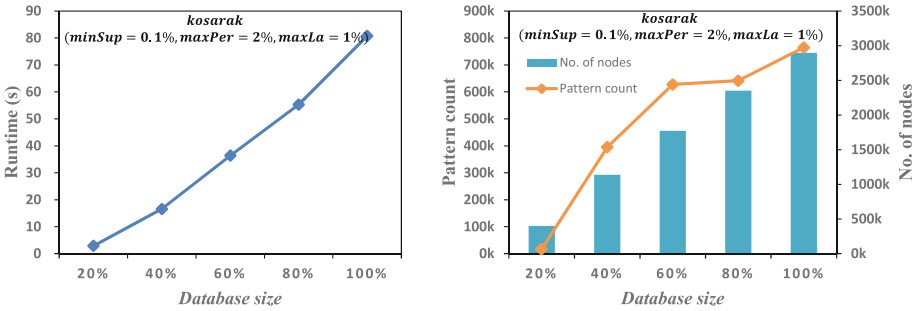 kosarak
(minSup = 0.1%, maxPer = 2%, maxLa = 1%)
90
80
70
60
50
40
30
20
10
0
Runtime (s)
20% 40% 60% 80% 100%
Database size
kosarak
(minSup = 0.1%, maxPer = 2%, maxLa = 1%)
No. of nodes
Pattern count
900k
800k
700k
600k
500k
400k
300k
200k
100k
0k
Pattern count
3500k
3000k
2500k
2000k
1500k
1000k
500k
0k
No. of nodes
20% 40% 60% 80% 100%
Database size